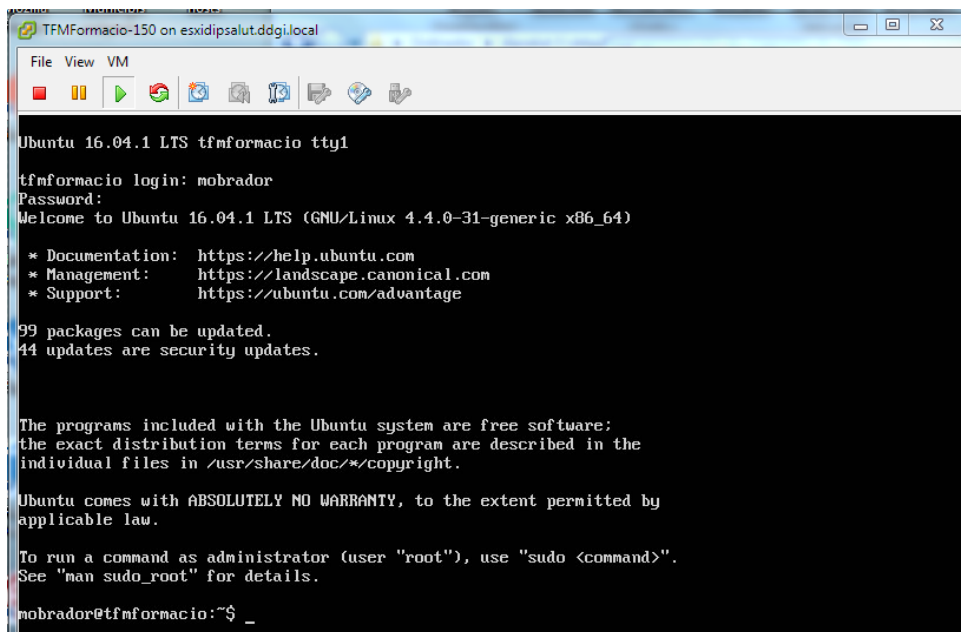 TFMFormacio-150 on esxidipsalut.ddgi.local
File View VM
Ubuntu 16.04.1 LTS tfmformacio tty1
tfmformacio login: mobrador
Password:
Welcome to Ubuntu 16.04.1 LTS (GNU/Linux 4.4.0-31-generic x86_64)
* Documentation: https://help.ubuntu.com
* Management: https://landscape.canonical.com
* Support: https://ubuntu.com/advantage
99 packages can be updated.
44 updates are security updates.
The programs included with the Ubuntu system are free software;
the exact distribution terms for each program are described in the
individual files in /usr/share/doc/*/copyright.
Ubuntu comes with ABSOLUTELY NO WARRANTY, to the extent permitted by
applicable law.
To run a command as administrator (user "root"), use "sudo <command>".
See "man sudo_root" for details.
mobrador@tfmformacio:~$ _